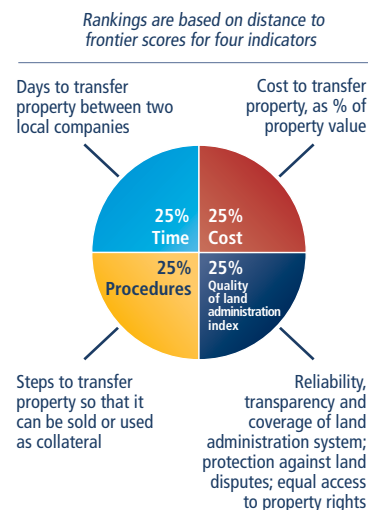 Rankings are based on distance to
frontier scores for four indicators
Days to transfer
property between two
local companies
Cost to transfer
property, as % of
property value
25%
Time
25%
Cost
25%
Procedures
25%
Quality
of land
administration
index
Steps to transfer
property so that it
can be sold or used
as collateral
Reliability,
transparency and
coverage of land
administration system;
protection against land
disputes; equal access
to property rights